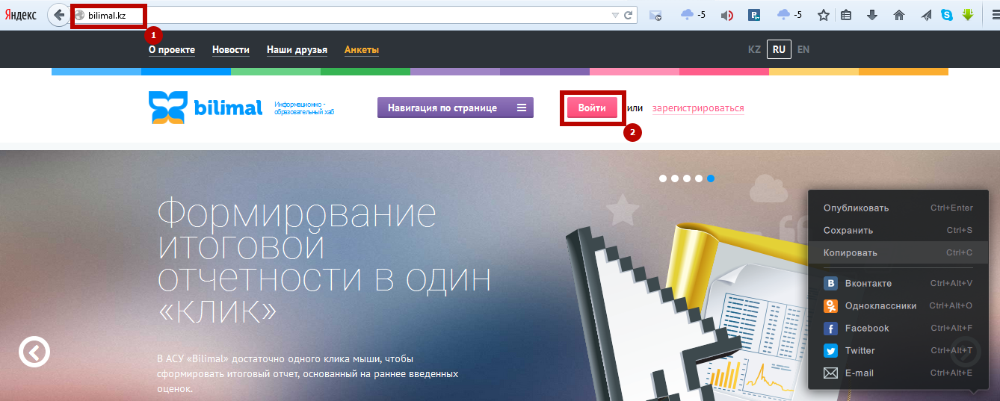 Яндекс
bilimal.kz
-5
-5
1
О проекте
Новости
Наши друзья
Анкеты
KZ
RU
EN
bilimal
Информационно -
образовательный хаб
Навигация по странице
Войти
или
зарегистрироваться
2
Формирование
итоговой
отчетности в один
«клик»
В АСУ «Bilimal» достаточно одного клика мыши, чтобы
сформировать итоговый отчет, основанный на раннее введенных
оценок.
Опубликовать Ctrl+Enter
Сохранить Ctrl+S
Копировать Ctrl+C
Вконтакте Ctrl+Alt+V
Одноклассники Ctrl+Alt+O
Facebook Ctrl+Alt+F
Twitter Ctrl+Alt+T
E-mail Ctrl+Alt+E